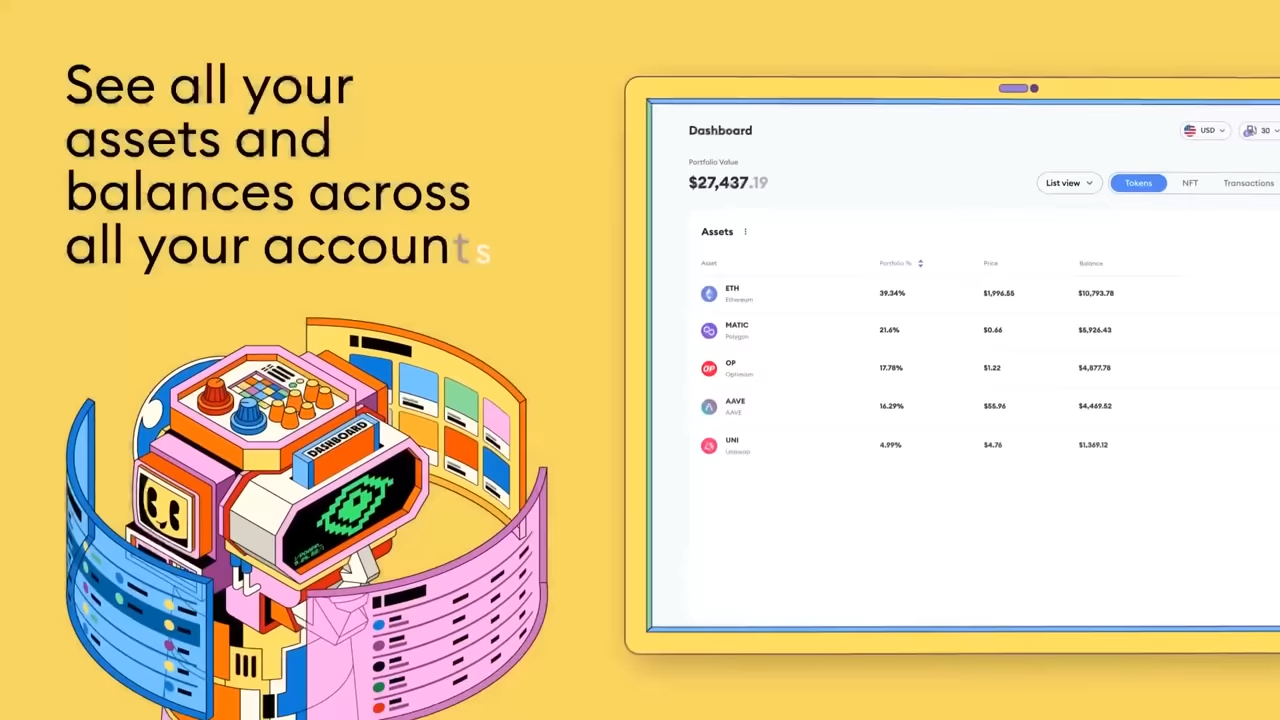 See all your
assets and
balances across
all your accounts
Dashboard
USD
30
Portfolio Value
$27,437.19
List view
Tokens
NFT
Transactions
Assets
Asset
Portfolio %
Price
Balance
ETH
Ethereum
39.34%
$1,996.55
$10,793.78
MATIC
Polygon
21.6%
$0.66
$5,926.43
OP
OP
Optimism
17.78%
$1.22
$4,877.78
AAVE
AAVE
16.29%
$55.96
$4,469.52
UNI
Uniswap
4.99%
$4.76
$1,369.12
DASHBOARD